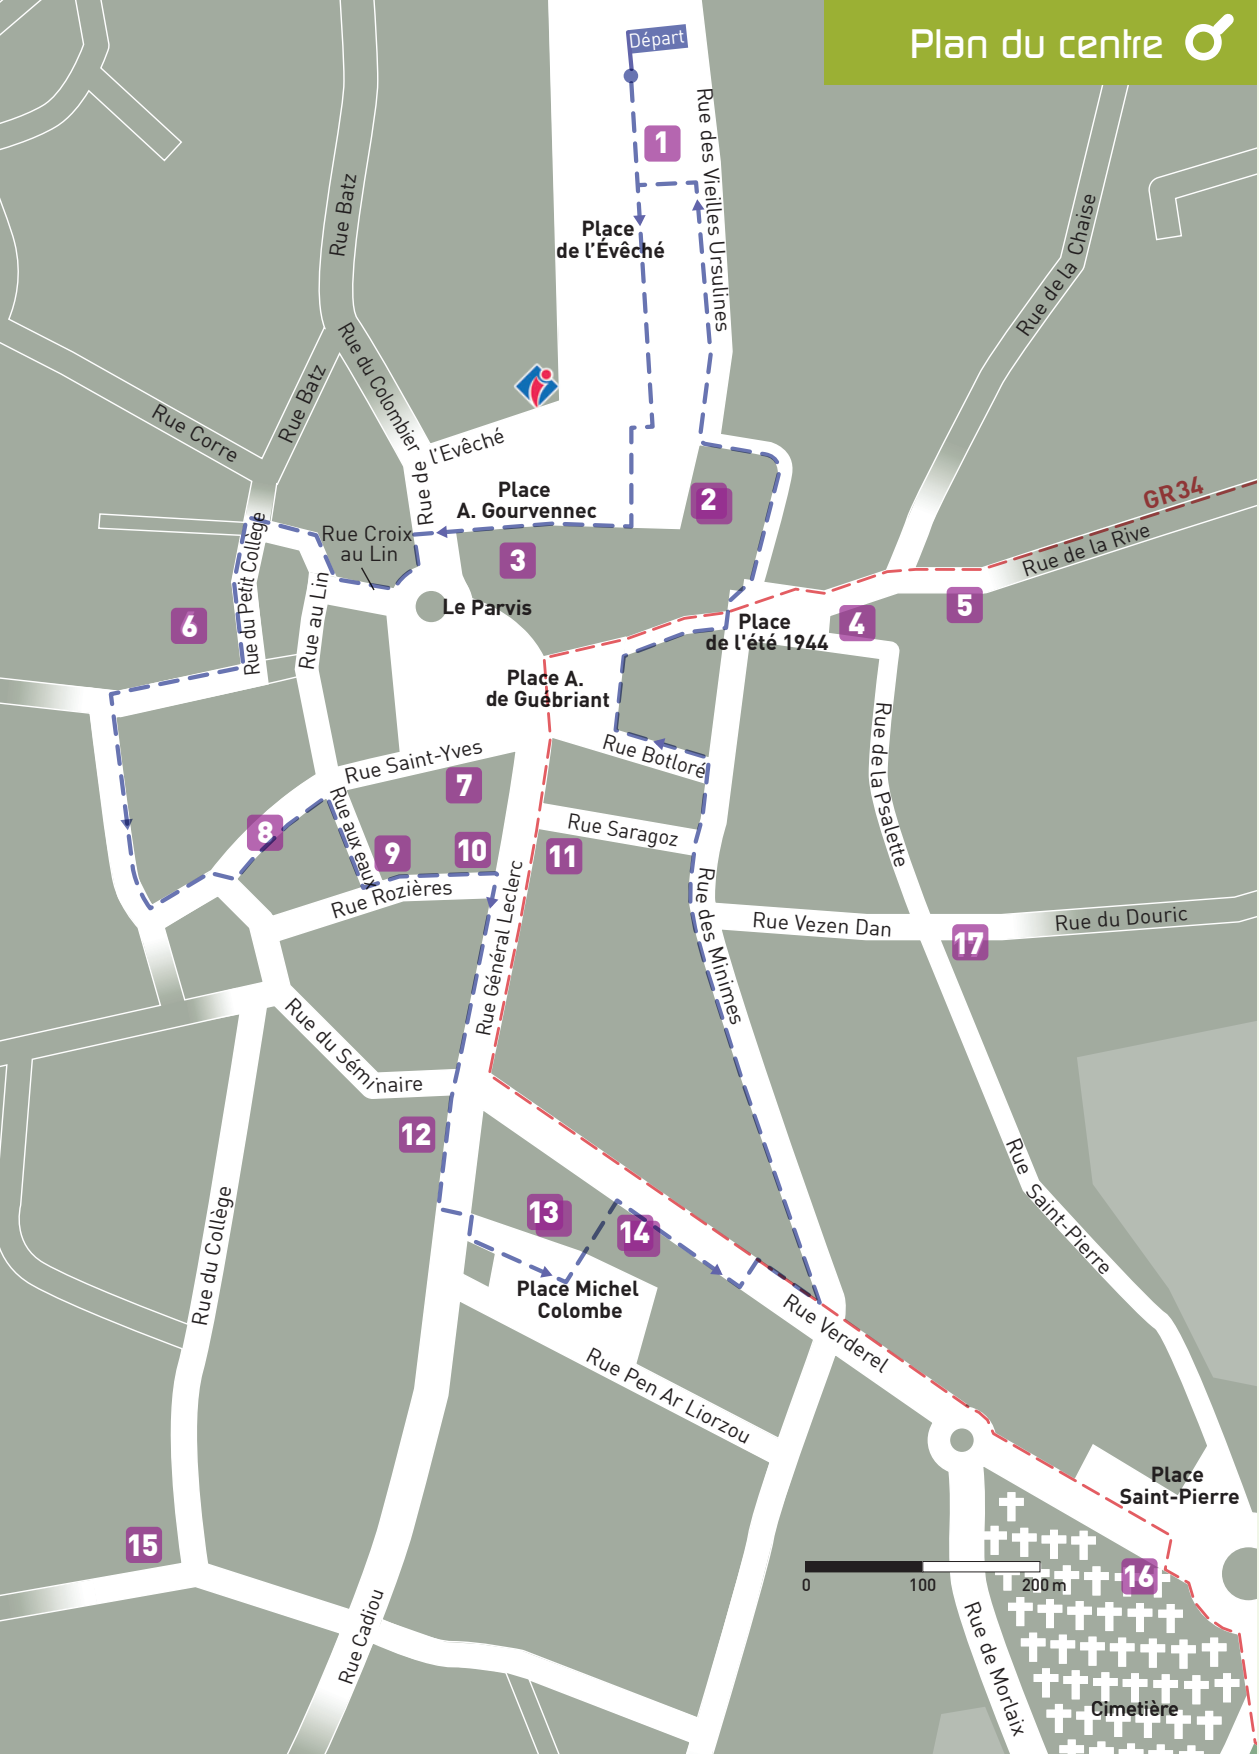 Plan du centre
Départ
1
Rue des Vieilles Ursulines
Place
de l'Évêché
Rue Batz
Rue de la Chaise
Rue du Colombier
Rue Batz
Rue Corre
Rue de l'Evêché
Place
A. Gourvennec
2
GR34
Rue de la Rive
Rue Croix
au Lin
3
Rue du Petit Collège
Rue au Lin
Le Parvis
6
Place
de l'été 1944
4
5
Place A.
de Guébriant
Rue de la Psalette
Rue Botloré
Rue Saint-Yves
7
Rue aux eaux
8
9
10
11
Rue Saragoz
Rue Rozières
Rue Général Leclerc
Rue des Minimes
Rue Vezen Dan
17
Rue du Douric
Rue du Séminaire
12
Rue Saint-Pierre
Rue du Collège
13
14
Place Michel
Colombe
Rue Verderel
Rue Pen Ar Liorzou
Place
Saint-Pierre
15
16
0 100 200 m
Rue Cadiou
Rue de Morlaix
Cimetière